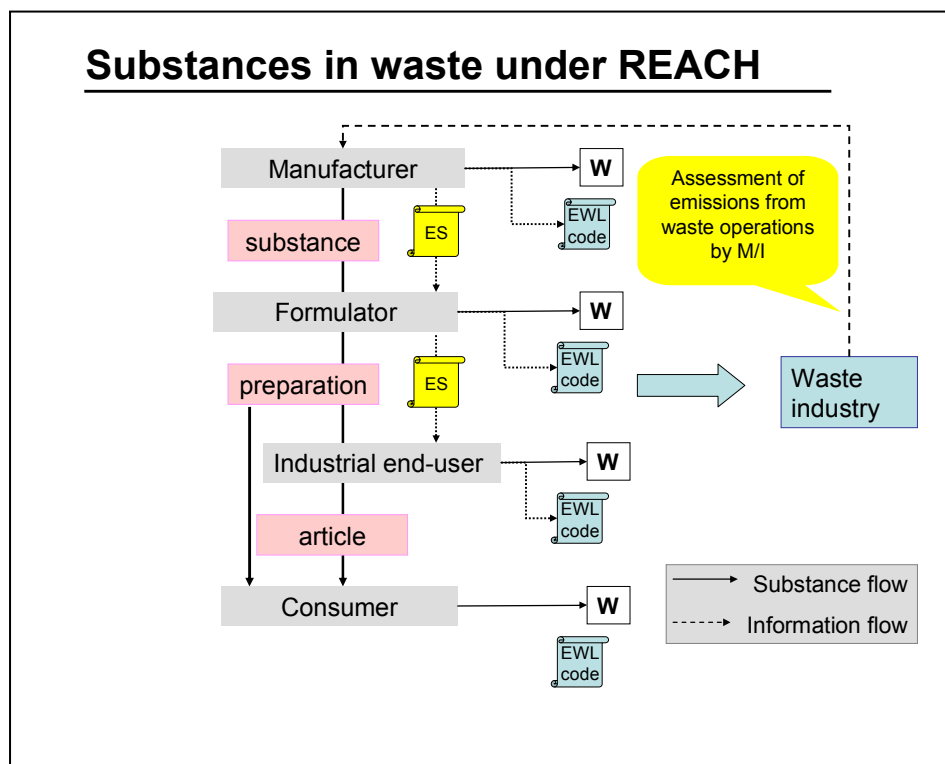 Substances in waste under REACH
Manufacturer
W
Assessment of
emissions from
waste operations
by M/I
ES
EWL
code
substance
Formulator
W
ES
EWL
code
preparation
Waste
industry
Industrial end-user
W
EWL
code
article
Consumer
W
EWL
code
Substance flow
Information flow